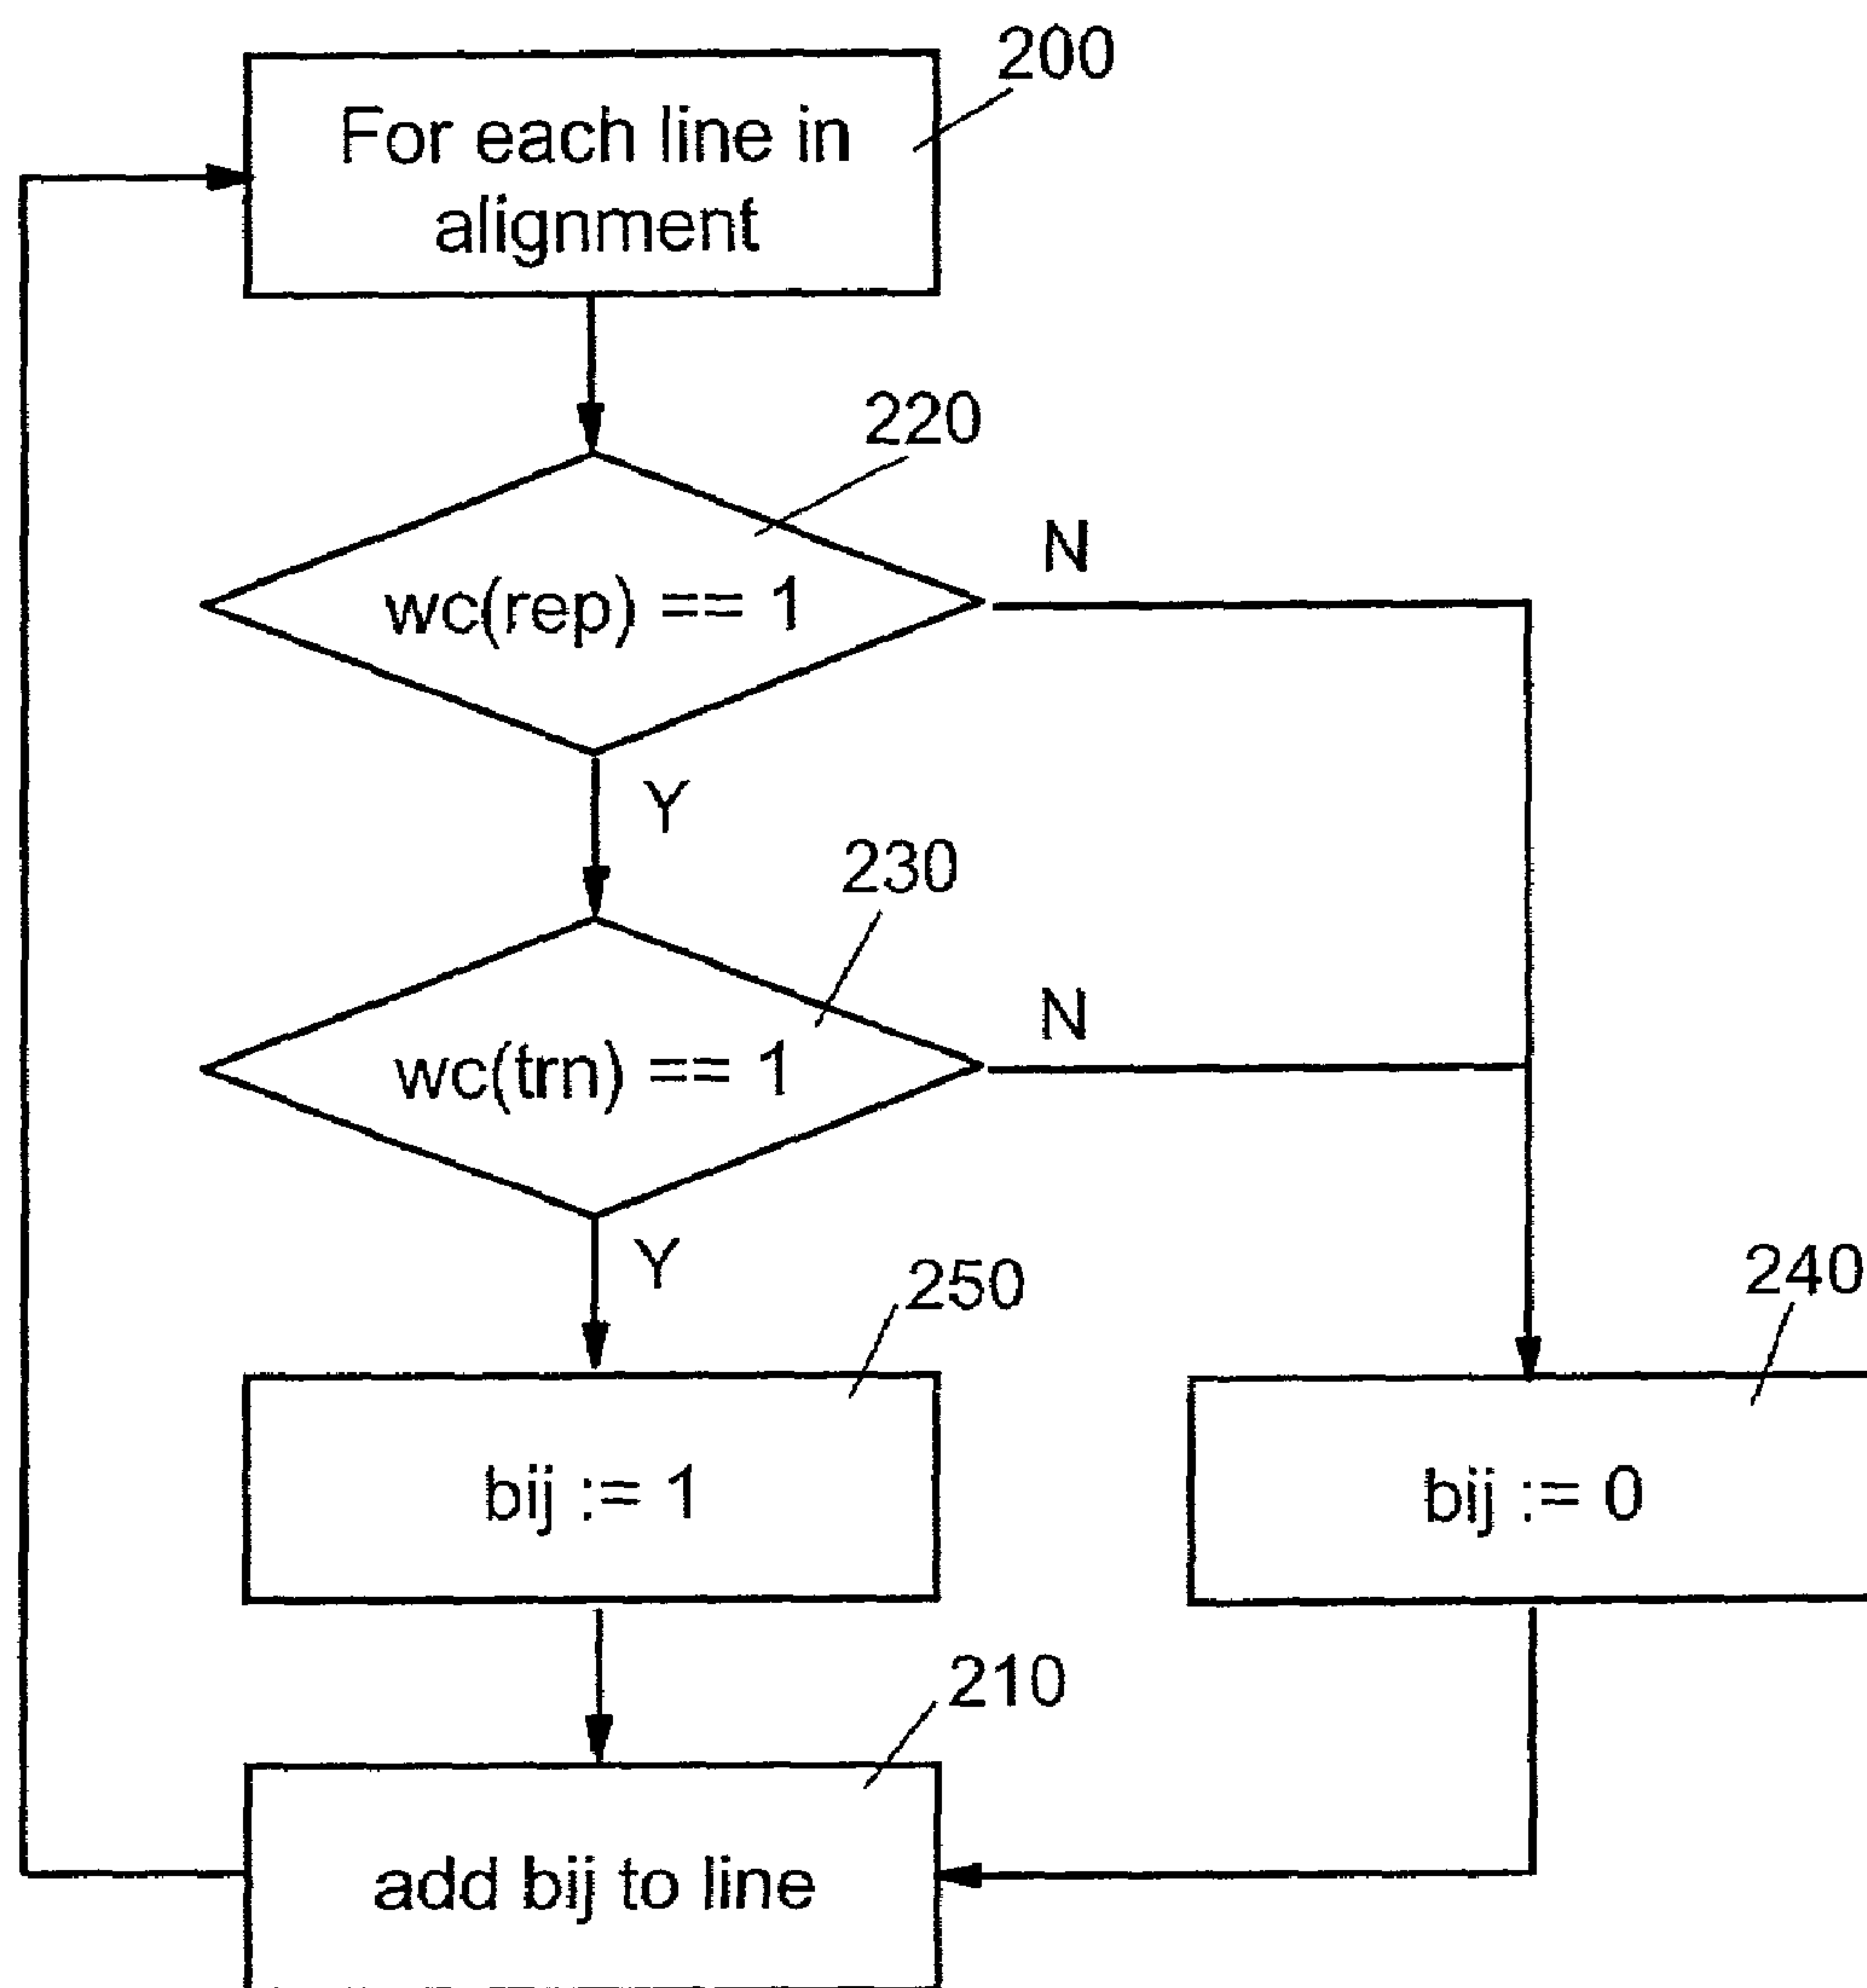 200
For each line in
alignment
220
wc(rep) == 1
N
Y
230
wc(trn) == 1
N
Y
250
240
bij := 1
bij := 0
210
add bij to line